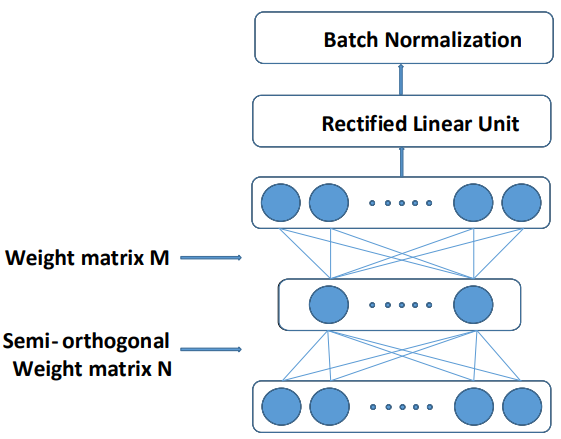 Batch Normalization
Rectified Linear Unit
Weight matrix M
Semi-orthogonal
Weight matrix N